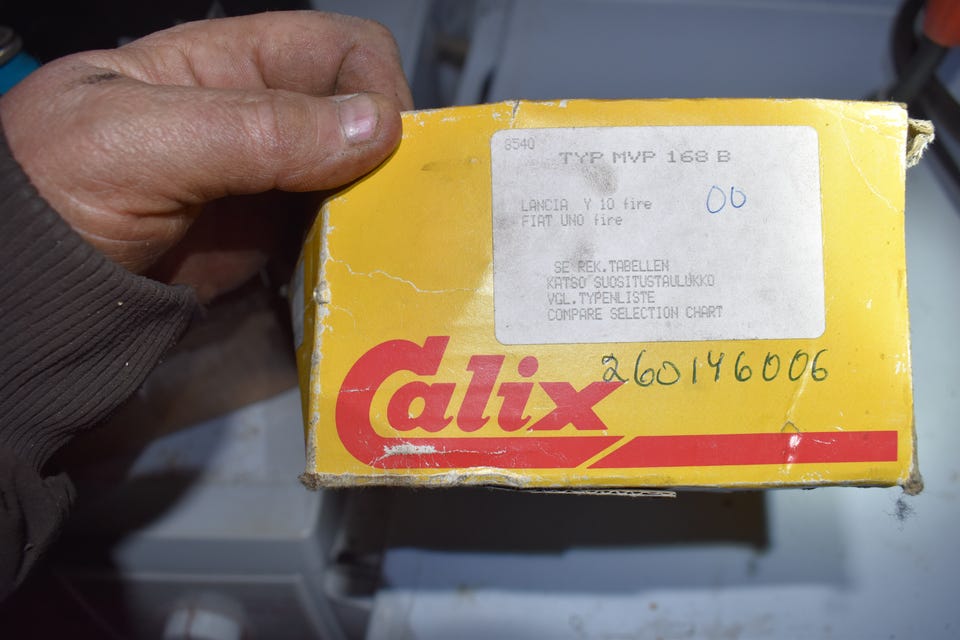 8540
TYP MVP 168 B
LANCIA Y 10 fire
00
FIAT UNO fire
SE REK.TABELLEN
KATSO SUOSITUSTAULUKKO
VGL.TYPENLISTE
COMPARE SELECTION CHART
Calix
260146006